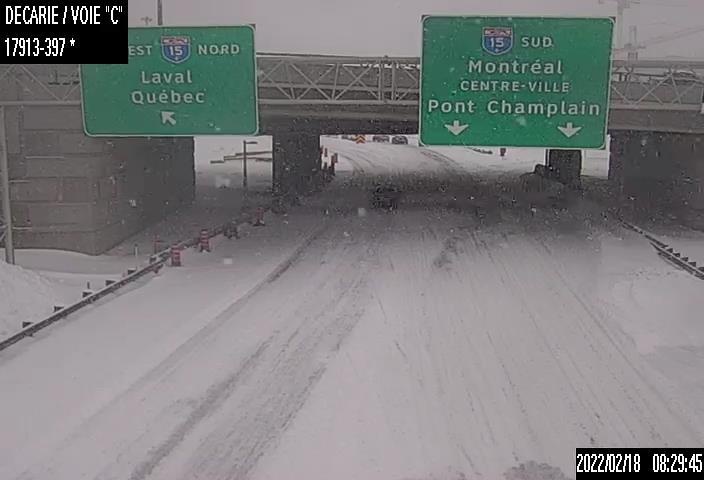 DECARIE / VOIE "C"
17913-397 *
EST 15 NORD
Laval
Québec
15 SUD
Montréal
CENTRE-VILLE
Pont Champlain
2022/02/18 08:29:45